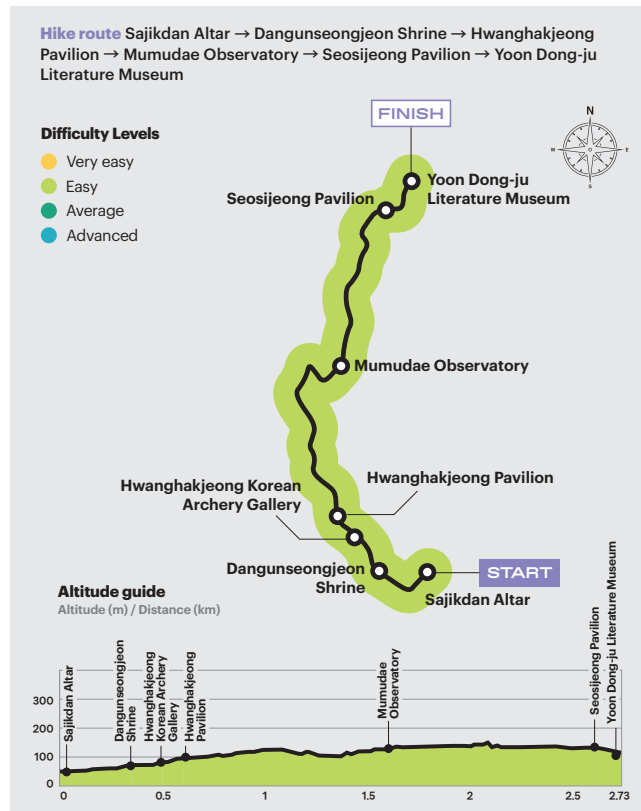 Hike route Sajikdan Altar → Dangunseongjeon Shrine → Hwanghakjeong
Pavilion → Mumudae Observatory → Seosijeong Pavilion → Yoon Dong-ju
Literature Museum
FINISH
N
W
E
S
Difficulty Levels
Very easy
Easy
Average
Advanced
Yoon Dong-ju
Literature Museum
Seosijeong Pavilion
Mumudae Observatory
Hwanghakjeong Pavilion
Hwanghakjeong Korean
Archery Gallery
Dangunseongjeon
Shrine
START
Sajikdan Altar
Altitude guide
Altitude (m) / Distance (km)
300
200
100
0
Sajikdan Altar
Dangunseongjeon
Shrine
Hwanghakjeong
Korean Archery
Gallery
Hwanghakjeong
Pavilion
Mumudae
Observatory
Seosijeong Pavilion
Yoon Dong-ju Literature Museum
0
0.5
1
1.5
2
2.5
2.73